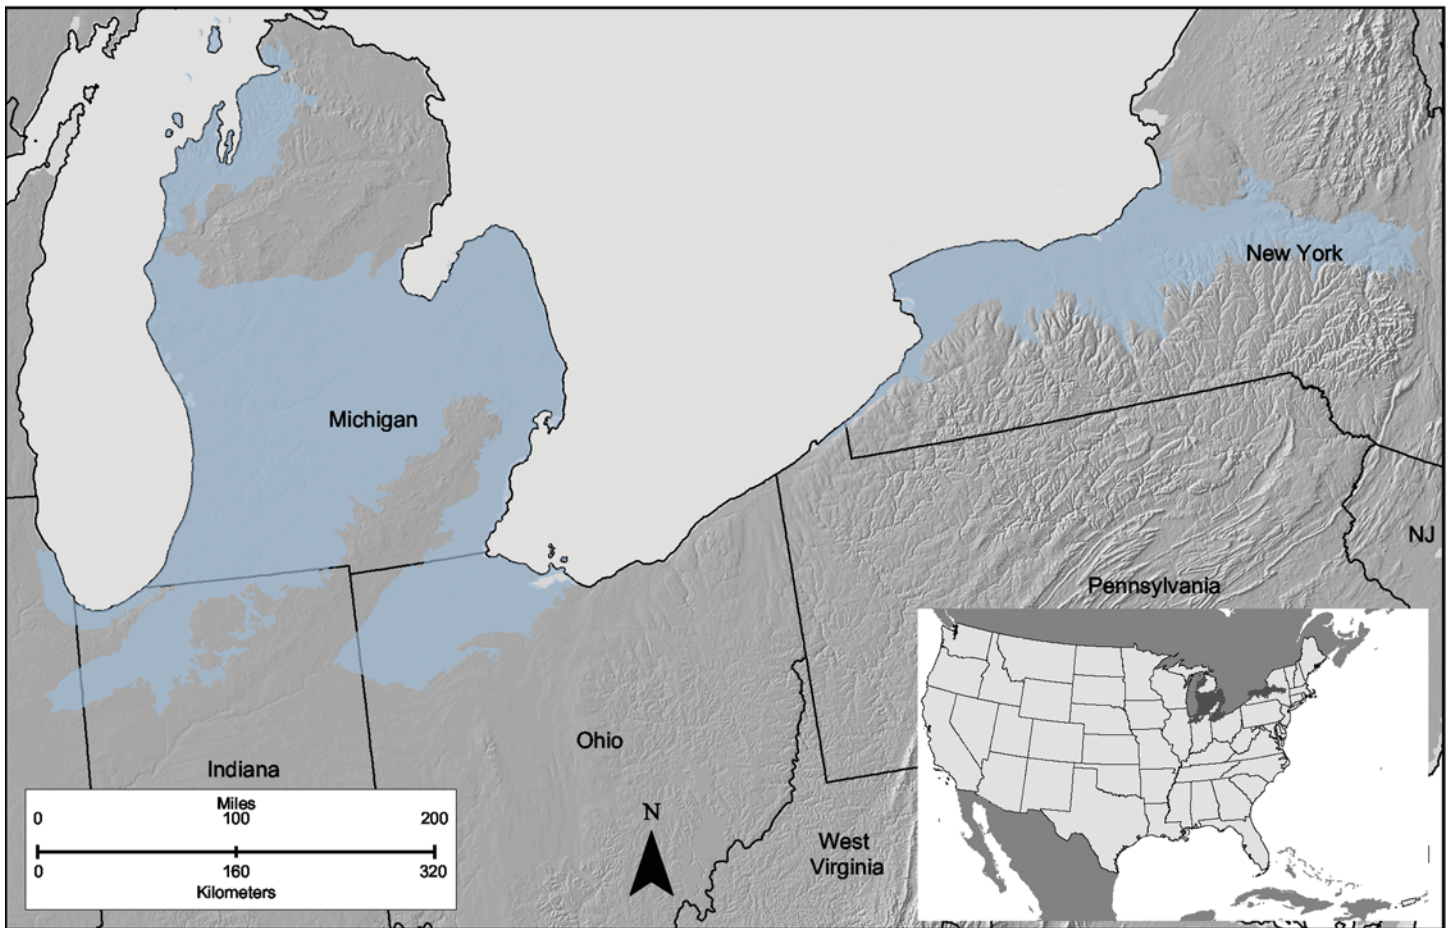 New York
Michigan
NJ
Pennsylvania
Ohio
Indiana
Miles
0 100 200
0 160 320
Kilometers
N
West
Virginia